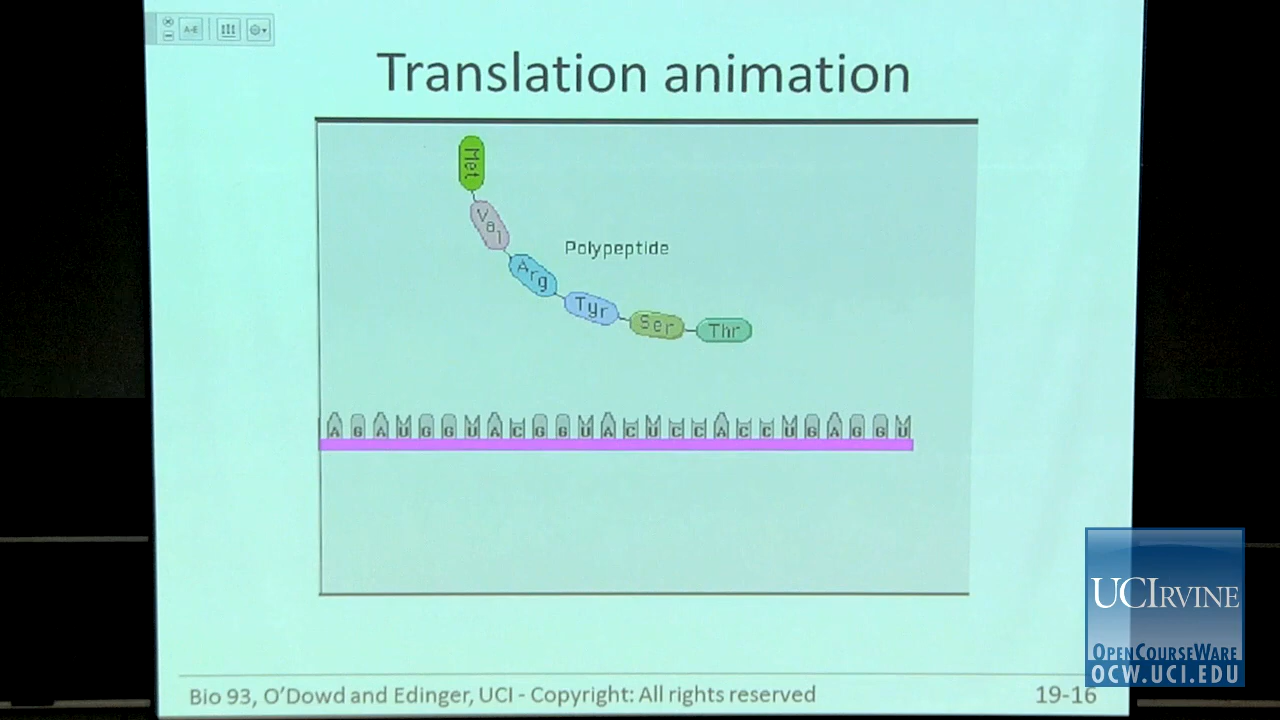 A-E
Translation animation
Met
Val
Polypeptide
Arg
Tyr
Ser
Thr
A G A U G G U A C G G U A C U C C A C C U G A G G U
Bio 93, O'Dowd and Edinger, UCI - Copyright: All rights reserved
19-16
UCIRVINE
OPENCOURSEWARE
OCW.UCI.EDU